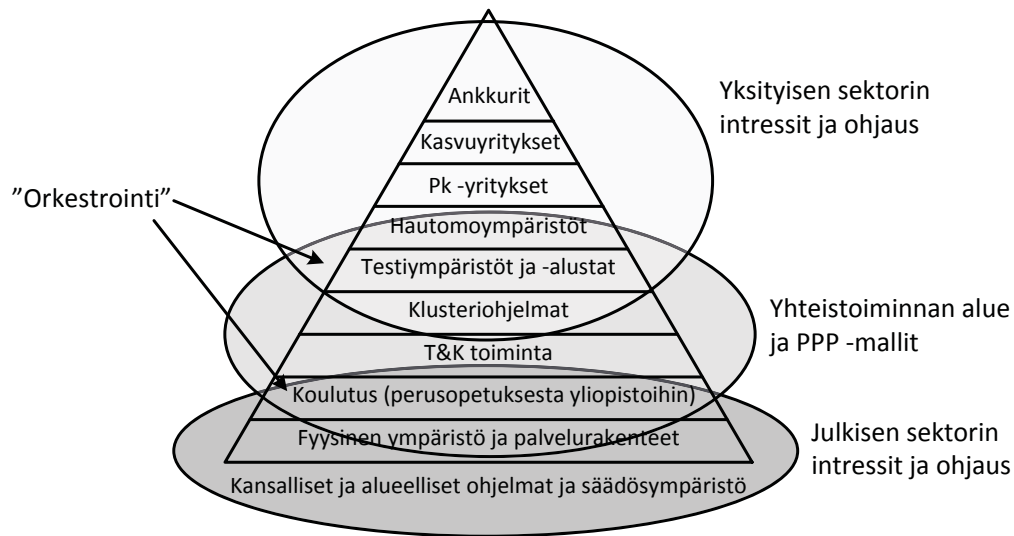 Ankkurit
Kasvuyritykset
Pk -yritykset
Hautomoympäristöt
Testiympäristöt ja -alustat
Klusteriohjelmat
T&K toiminta
Koulutus (perusopetuksesta yliopistoihin)
Fyysinen ympäristö ja palvelurakenteet
Kansalliset ja alueelliset ohjelmat ja säädösympäristö
”Orkestrointi”
Yksityisen sektorin
intressit ja ohjaus
Yhteistoiminnan alue
ja PPP -mallit
Julkisen sektorin
intressit ja ohjaus